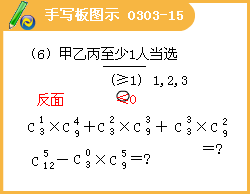 手写板图示 0303-15
（6）甲乙丙至少1人当选
（≥1） 1,2,3
反面 0
C¹₃×C⁴₉+C²₃×C³₉+ C³₃×C²₉
=?
C⁵₁₂-C⁰₃×C⁵₉=?